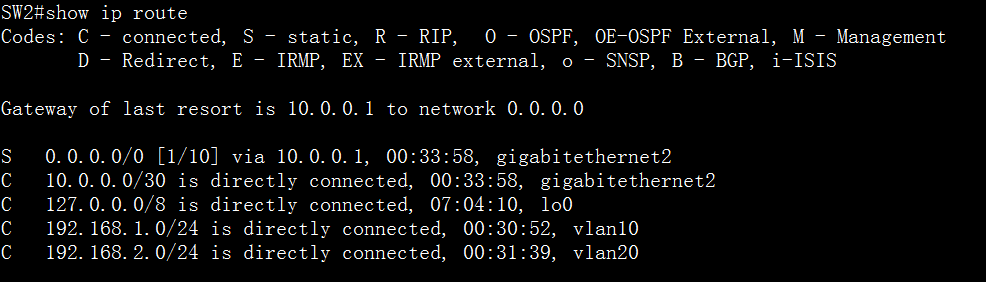 SW2#show ip route
Codes: C - connected, S - static, R - RIP,  O - OSPF, OE-OSPF External, M - Management
       D - Redirect, E - IRMP, EX - IRMP external, o - SNSP, B - BGP, i-ISIS
Gateway of last resort is 10.0.0.1 to network 0.0.0.0
S   0.0.0.0/0 [1/10] via 10.0.0.1, 00:33:58, gigabitethernet2
C   10.0.0.0/30 is directly connected, 00:33:58, gigabitethernet2
C   127.0.0.0/8 is directly connected, 07:04:10, lo0
C   192.168.1.0/24 is directly connected, 00:30:52, vlan10
C   192.168.2.0/24 is directly connected, 00:31:39, vlan20